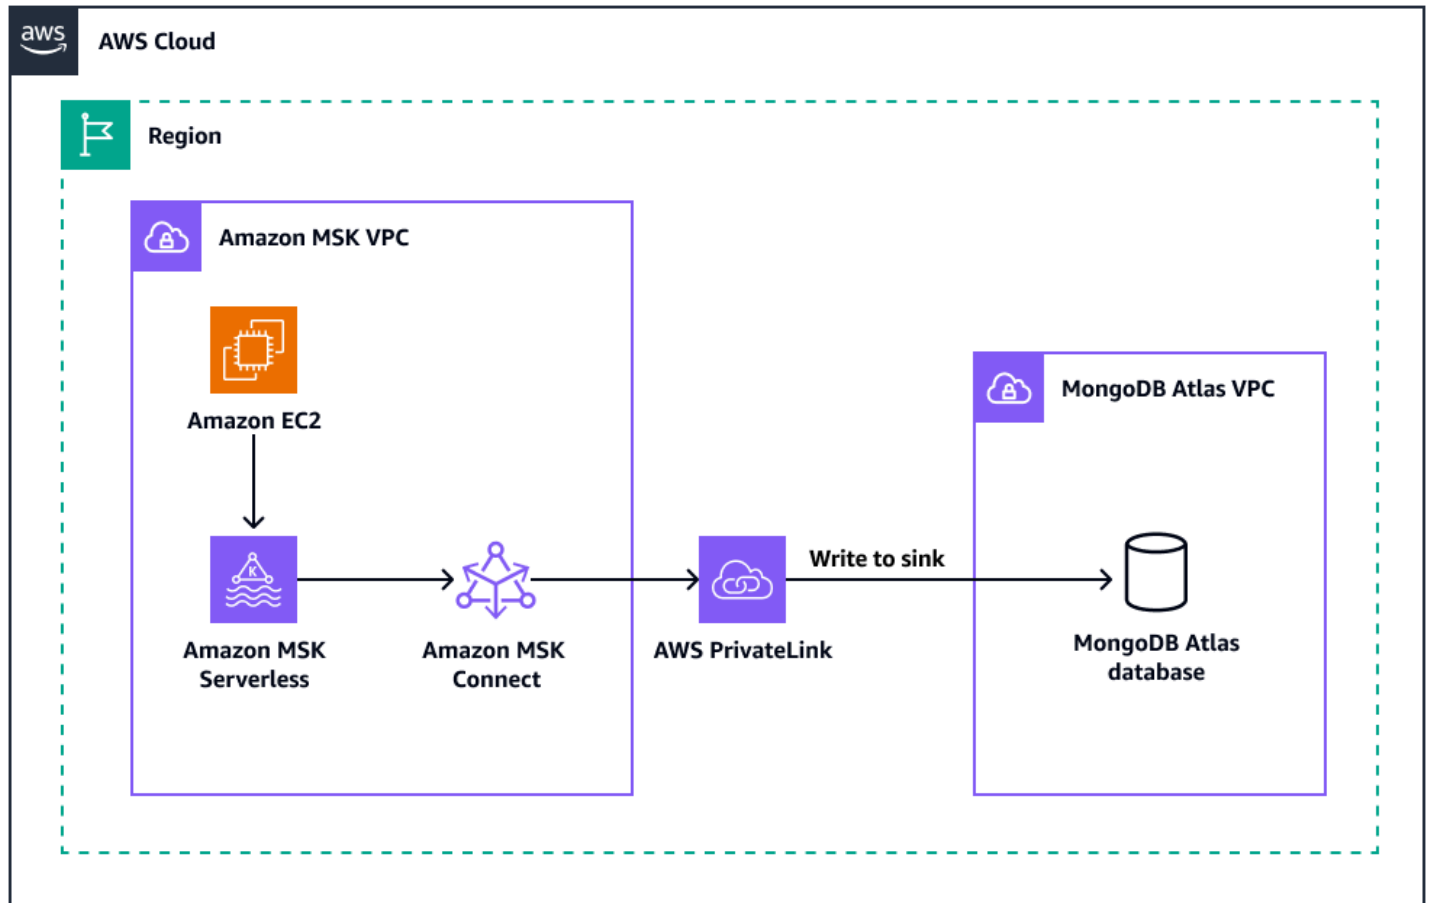 aws
AWS Cloud
Region
Amazon MSK VPC
Amazon EC2
MongoDB Atlas VPC
K
Write to sink
Amazon MSK
Serverless
Amazon MSK
Connect
AWS PrivateLink
MongoDB Atlas
database